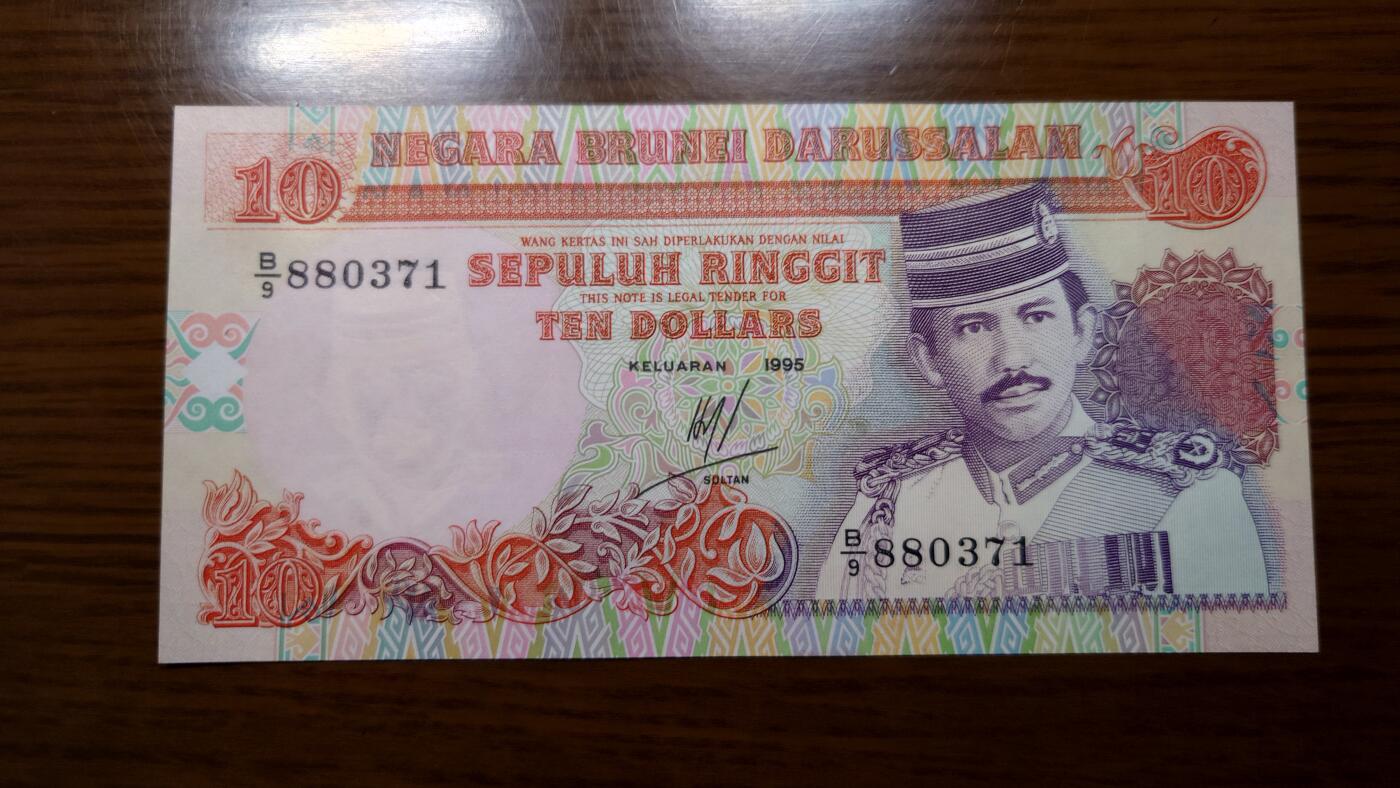 NEGARA BRUNEI DARUSSALAM
10
10
WANG KERTAS INI SAH DIPERLAKUKAN DENGAN NILAI
B/9 880371
SEPULUH RINGGIT
THIS NOTE IS LEGAL TENDER FOR
TEN DOLLARS
KELUARAN 1995
SULTAN
B/9 880371
10